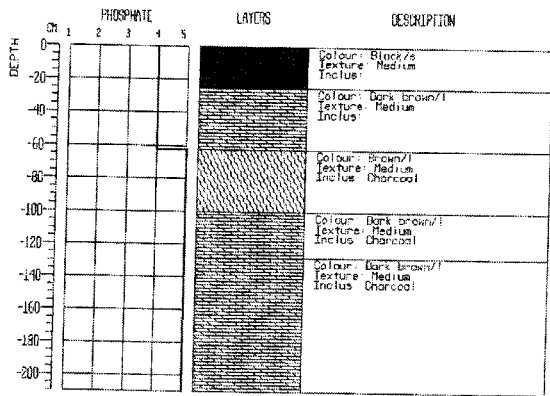 PHOSPHATE LAYERS DESCRIPTION
CM. 1 2 3 4 5
DEPTH
0
-20
-40
-60
-80
-100
-120
-140
-160
-180
-200
Colour: Black/s
Texture: Medium
Inclus:
Colour: Dark brown/l
Texture: Medium
Inclus:
Colour: Brown/l
Texture: Medium
Inclus: Charcoal
Colour: Dark brown/l
Texture: Medium
Inclus: Charcoal
Colour: Dark brown/l
Texture: Medium
Inclus: Charcoal